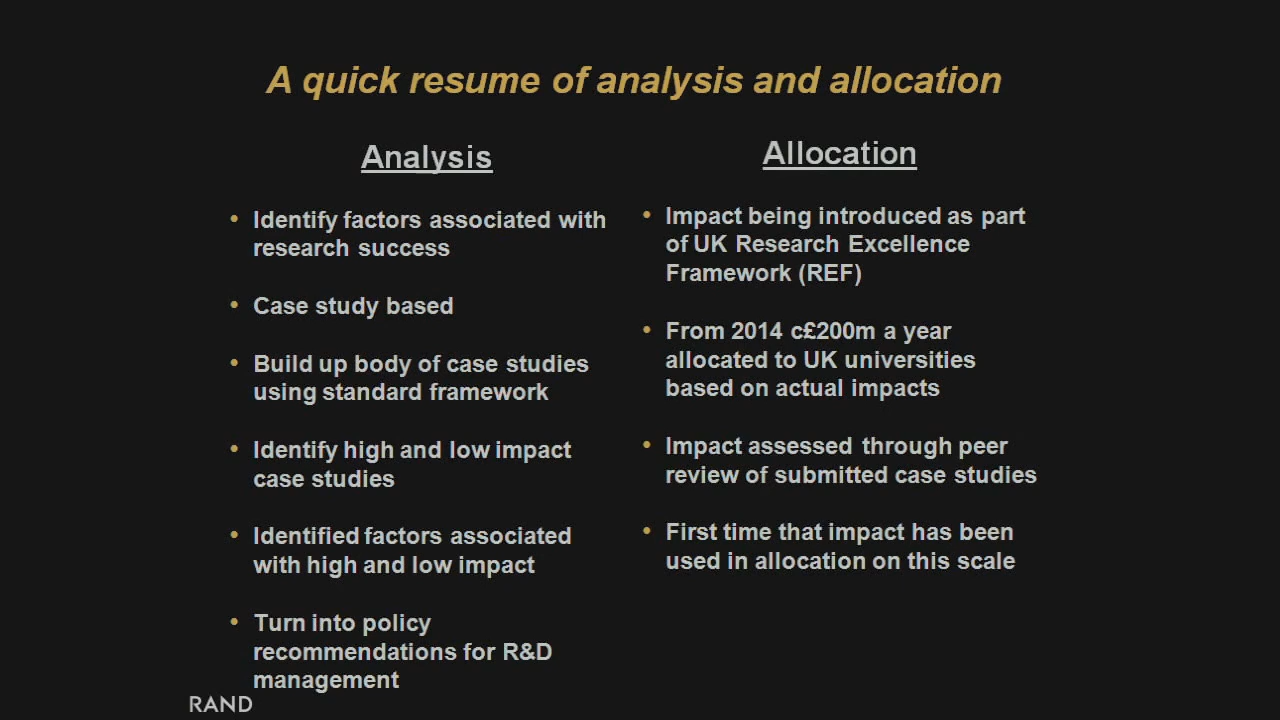 A quick resume of analysis and allocation
Analysis
• Identify factors associated with
research success
• Case study based
• Build up body of case studies
using standard framework
• Identify high and low impact
case studies
• Identified factors associated
with high and low impact
• Turn into policy
recommendations for R&D
management
Allocation
• Impact being introduced as part
of UK Research Excellence
Framework (REF)
• From 2014 c£200m a year
allocated to UK universities
based on actual impacts
• Impact assessed through peer
review of submitted case studies
• First time that impact has been
used in allocation on this scale
RAND